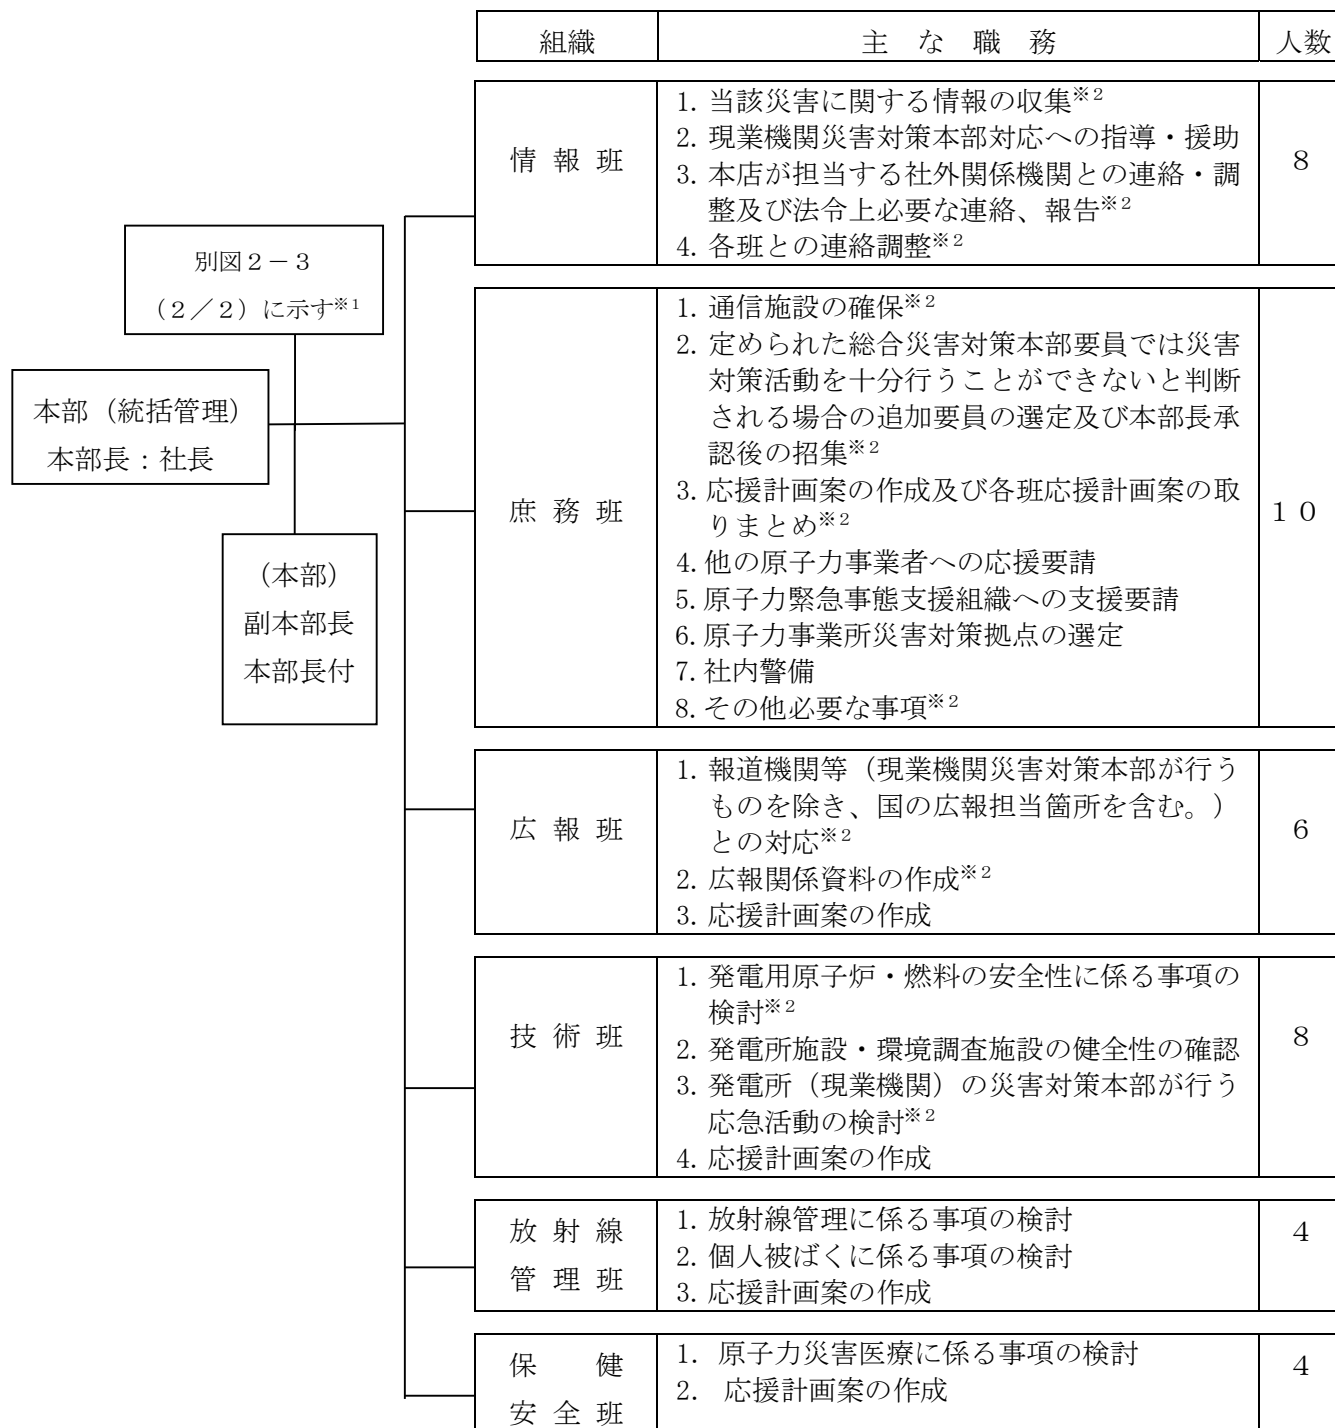 組織 主な職務 人数
情報班
1. 当該災害に関する情報の収集※2
2. 現業機関災害対策本部対応への指導・援助
3. 本店が担当する社外関係機関との連絡・調
整及び法令上必要な連絡、報告※2
4. 各班との連絡調整※2
8
別図2-3
(2/2)に示す※1
本部(統括管理)
本部長:社長
(本部)
副本部長
本部長付
庶務班
1. 通信施設の確保※2
2. 定められた総合災害対策本部要員では災害
対策活動を十分行うことができないと判断
される場合の追加要員の選定及び本部長承
認後の招集※2
3. 応援計画案の作成及び各班応援計画案の取
りまとめ※2
4. 他の原子力事業者への応援要請
5. 原子力緊急事態支援組織への支援要請
6. 原子力事業所災害対策拠点の選定
7. 社内警備
8. その他必要な事項※2
10
広報班
1. 報道機関等(現業機関災害対策本部が行う
ものを除き、国の広報担当箇所を含む。)
との対応※2
2. 広報関係資料の作成※2
3. 応援計画案の作成
6
技術班
1. 発電用原子炉・燃料の安全性に係る事項の
検討※2
2. 発電所施設・環境調査施設の健全性の確認
3. 発電所(現業機関)の災害対策本部が行う
応急活動の検討※2
4. 応援計画案の作成
8
放射線
管理班
1. 放射線管理に係る事項の検討
2. 個人被ばくに係る事項の検討
3. 応援計画案の作成
4
保健
安全班
1. 原子力災害医療に係る事項の検討
2. 応援計画案の作成
4